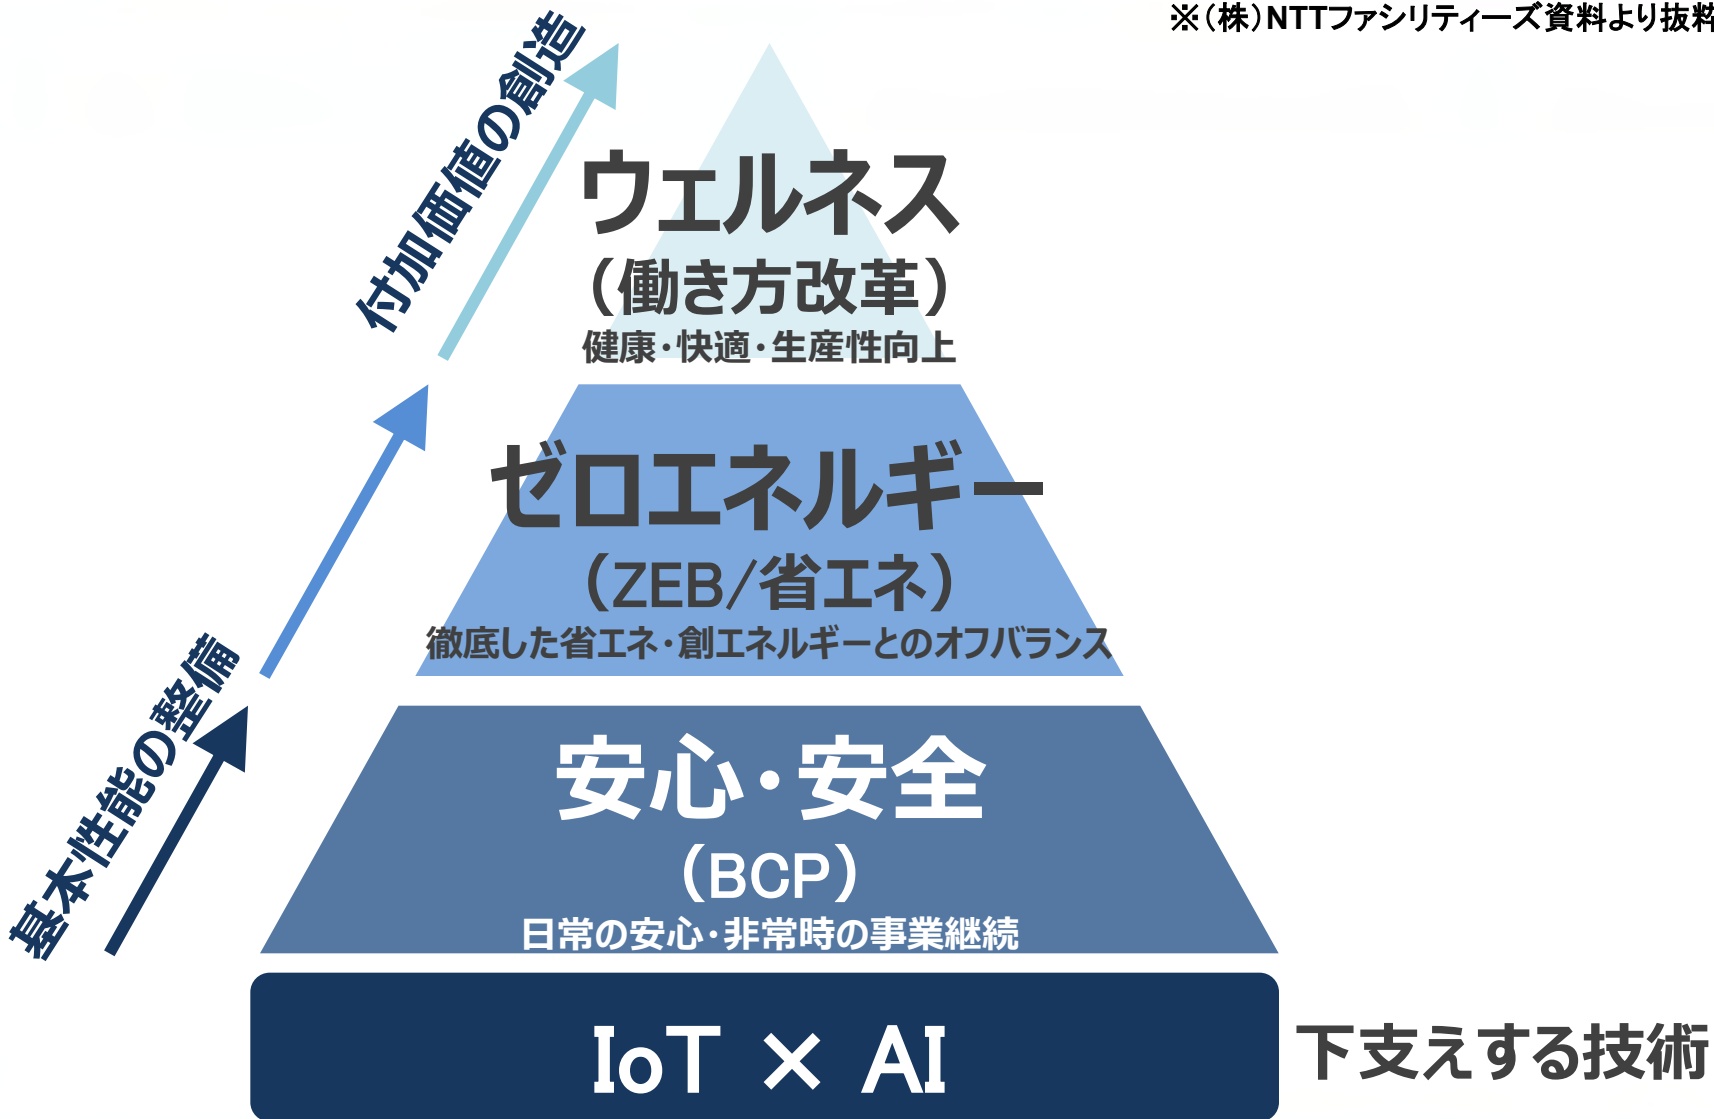 ※（株）NTTファシリティーズ資料より抜粋
付加価値の創造
ウェルネス
（働き方改革）
健康・快適・生産性向上
ゼロエネルギー
（ZEB/省エネ）
徹底した省エネ・創エネルギーとのオフバランス
基本性能の整備
安心・安全
（BCP）
日常の安心・非常時の事業継続
IoT × AI
下支えする技術